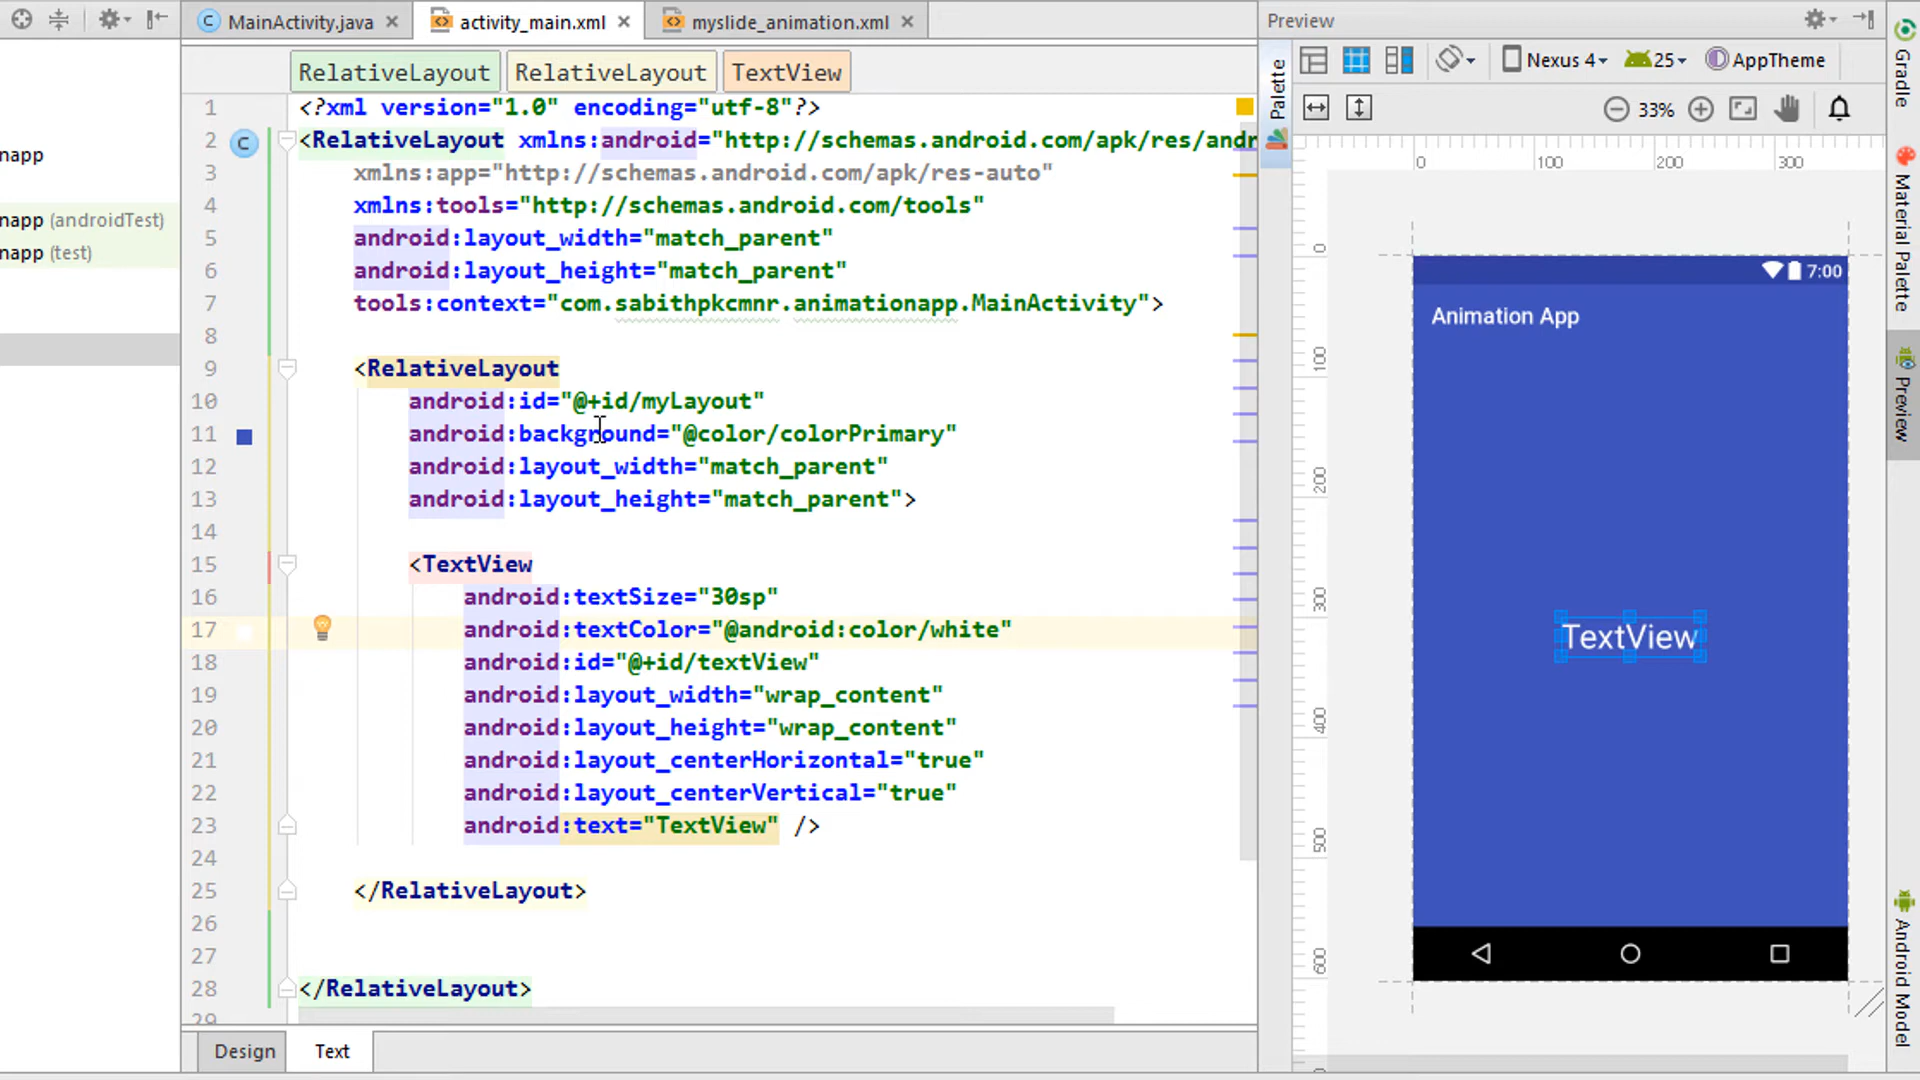 MainActivity.java
activity_main.xml
myslide_animation.xml
Preview
RelativeLayout
RelativeLayout
TextView
Palette
Nexus 4
25
AppTheme
33%
Gradle
Material Palette
Preview
Android Model
napp
napp (androidTest)
napp (test)
1 <?xml version="1.0" encoding="utf-8"?>
2 <RelativeLayout xmlns:android="http://schemas.android.com/apk/res/andr
3 xmlns:app="http://schemas.android.com/apk/res-auto"
4 xmlns:tools="http://schemas.android.com/tools"
5 android:layout_width="match_parent"
6 android:layout_height="match_parent"
7 tools:context="com.sabithpkcmnr.animationapp.MainActivity">
8
9 <RelativeLayout
10 android:id="@+id/myLayout"
11 android:background="@color/colorPrimary"
12 android:layout_width="match_parent"
13 android:layout_height="match_parent">
14
15 <TextView
16 android:textSize="30sp"
17 android:textColor="@android:color/white"
18 android:id="@+id/textView"
19 android:layout_width="wrap_content"
20 android:layout_height="wrap_content"
21 android:layout_centerHorizontal="true"
22 android:layout_centerVertical="true"
23 android:text="TextView" />
24
25 </RelativeLayout>
26
27
28 </RelativeLayout>
29
Design
Text
0 100 200 300
0
100
200
300
400
500
600
7:00
Animation App
TextView